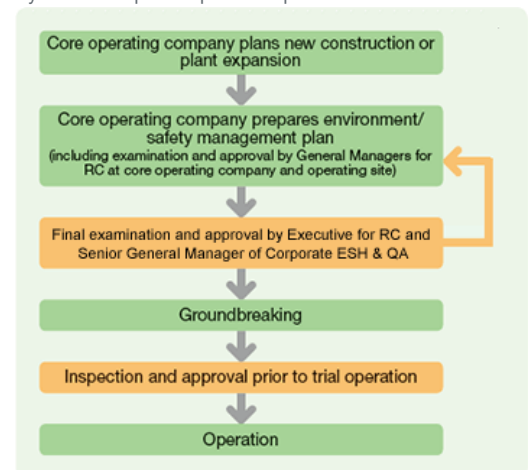 Core operating company plans new construction or
plant expansion
Core operating company prepares environment/
safety management plan
(including examination and approval by General Managers for
RC at core operating company and operating site)
Final examination and approval by Executive for RC and
Senior General Manager of Corporate ESH & QA
Groundbreaking
Inspection and approval prior to trial operation
Operation